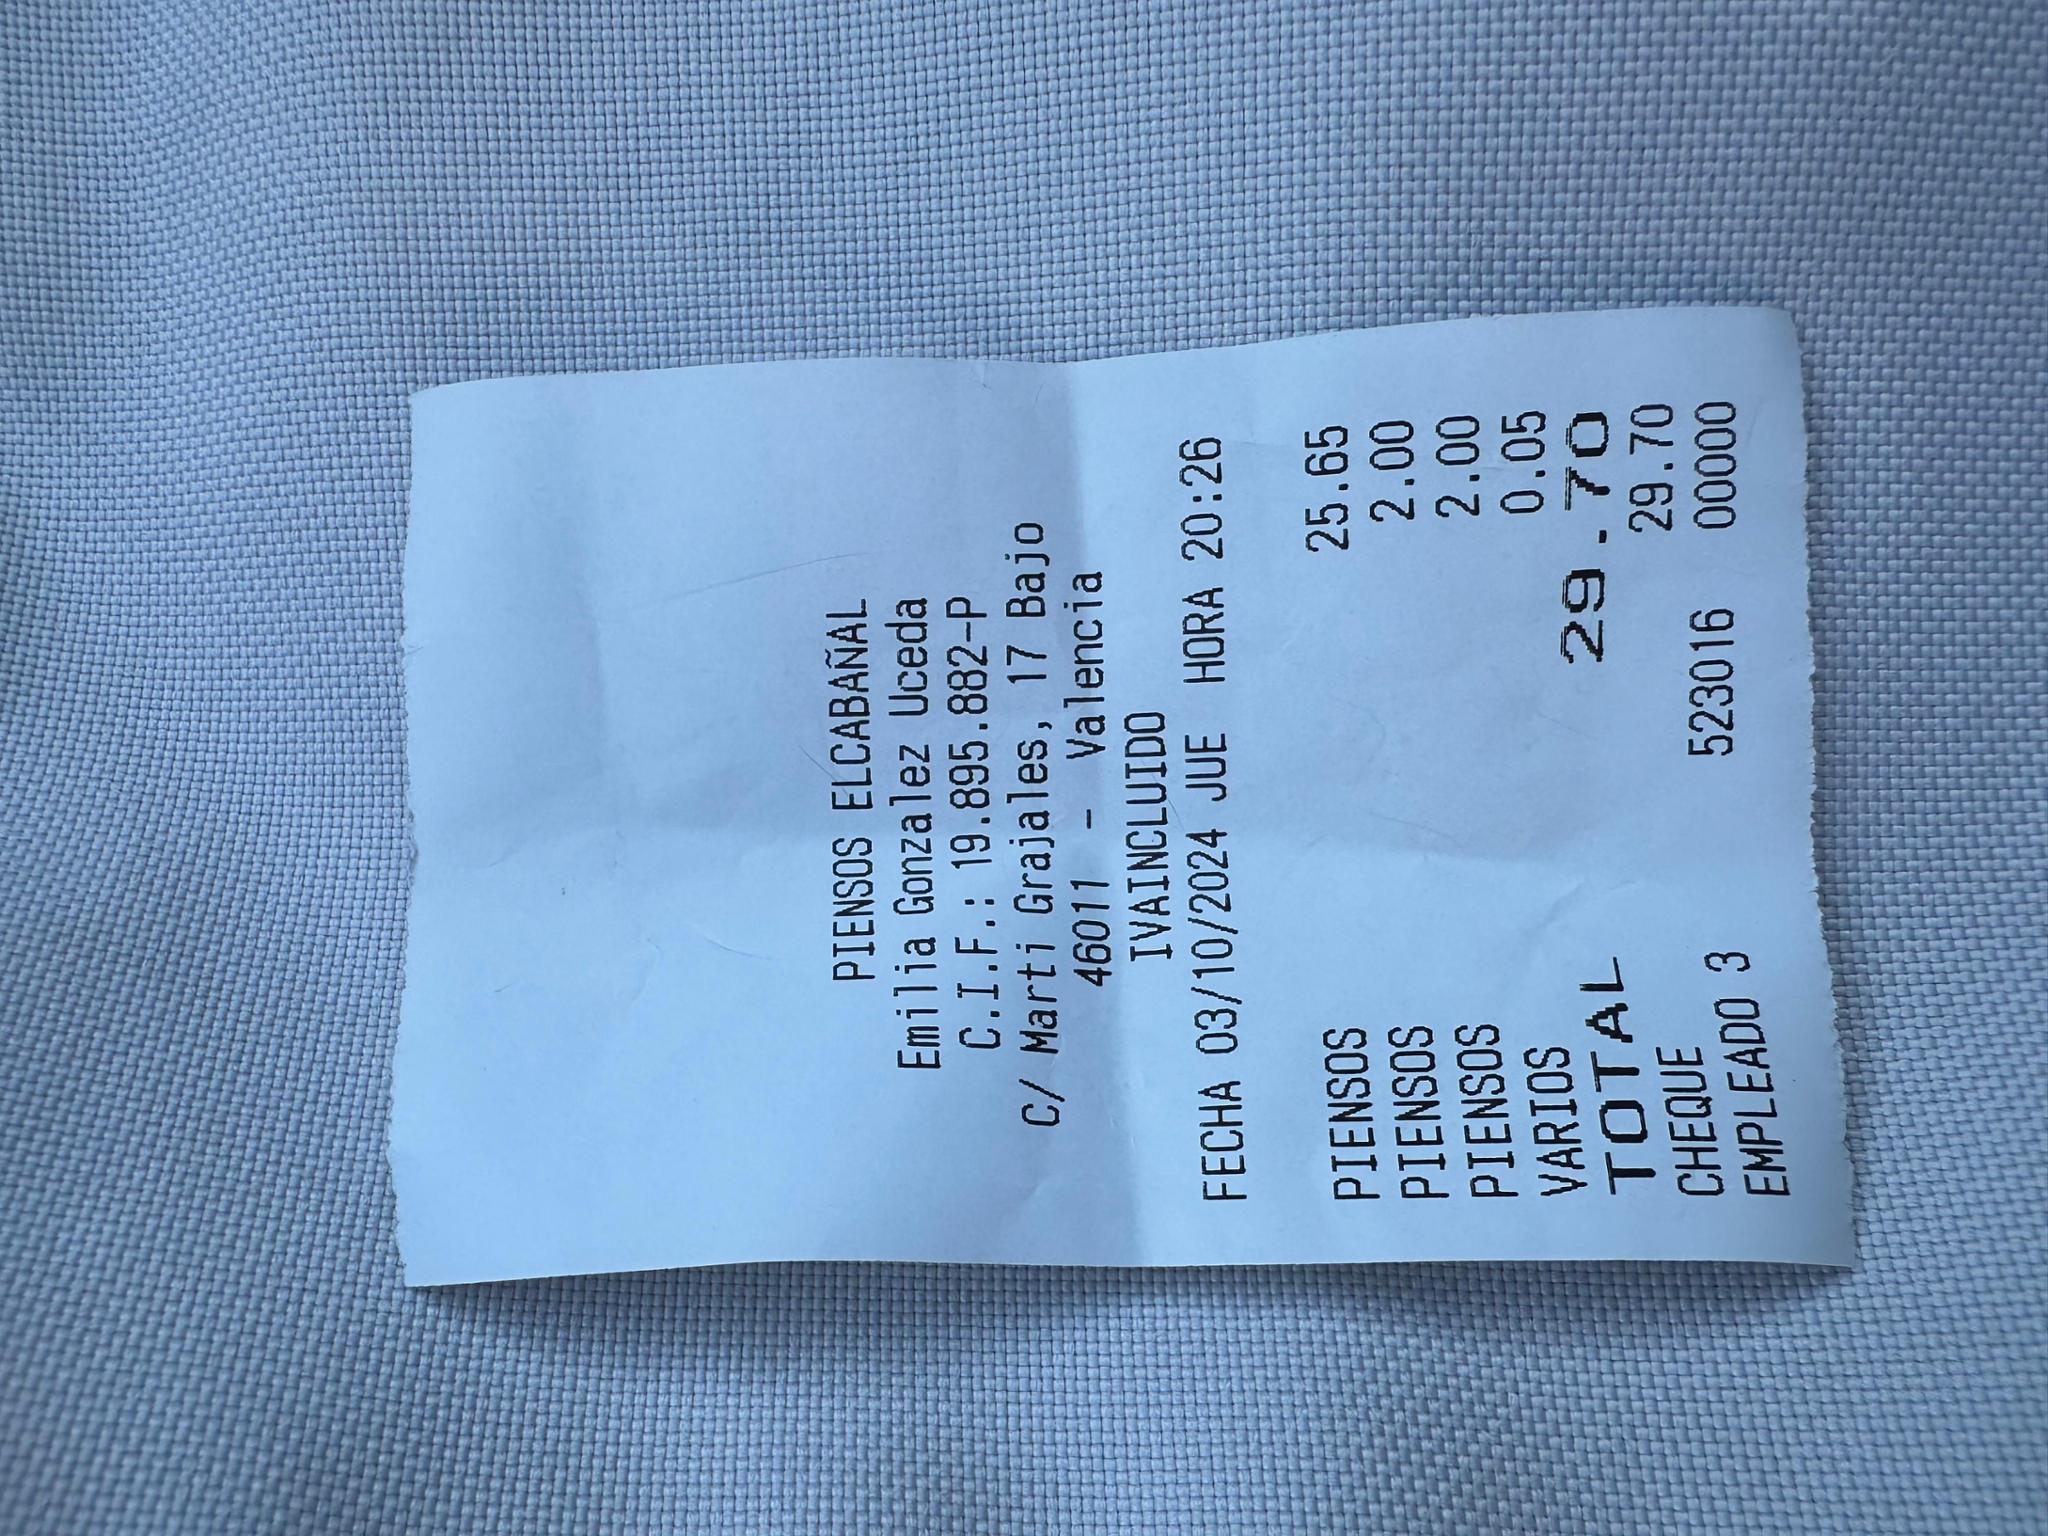 PIENSOS ELCABAÑAL
Emilia Gonzalez Uceda
C.I.F.: 19.895.882-P
C/ Marti Grajales, 17 Bajo
46011 - Valencia
IVAINCLUIDO
FECHA 03/10/2024 JUE HORA 20:26
PIENSOS 25.65
PIENSOS 2.00
PIENSOS 2.00
VARIOS 0.05
TOTAL 29.70
CHEQUE 29.70
EMPLEADO 3 523016 00000